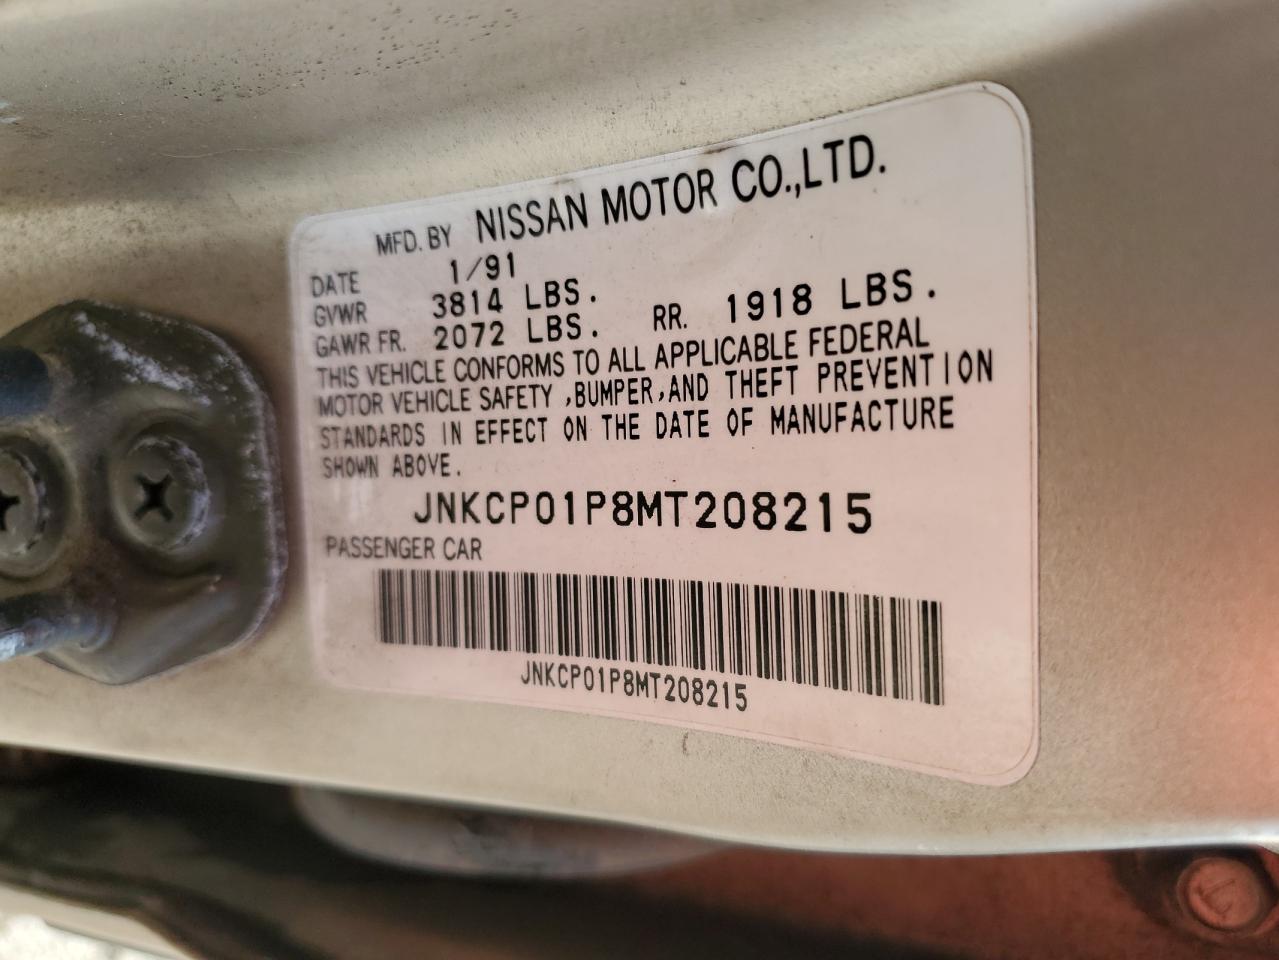 MFD. BY NISSAN MOTOR CO.,LTD.
DATE 1/91
GVWR 3814 LBS.
GAWR FR. 2072 LBS. RR. 1918 LBS.
THIS VEHICLE CONFORMS TO ALL APPLICABLE FEDERAL
MOTOR VEHICLE SAFETY ,BUMPER,AND THEFT PREVENTION
STANDARDS IN EFFECT ON THE DATE OF MANUFACTURE
SHOWN ABOVE.
JNKCP01P8MT208215
PASSENGER CAR
JNKCP01P8MT208215